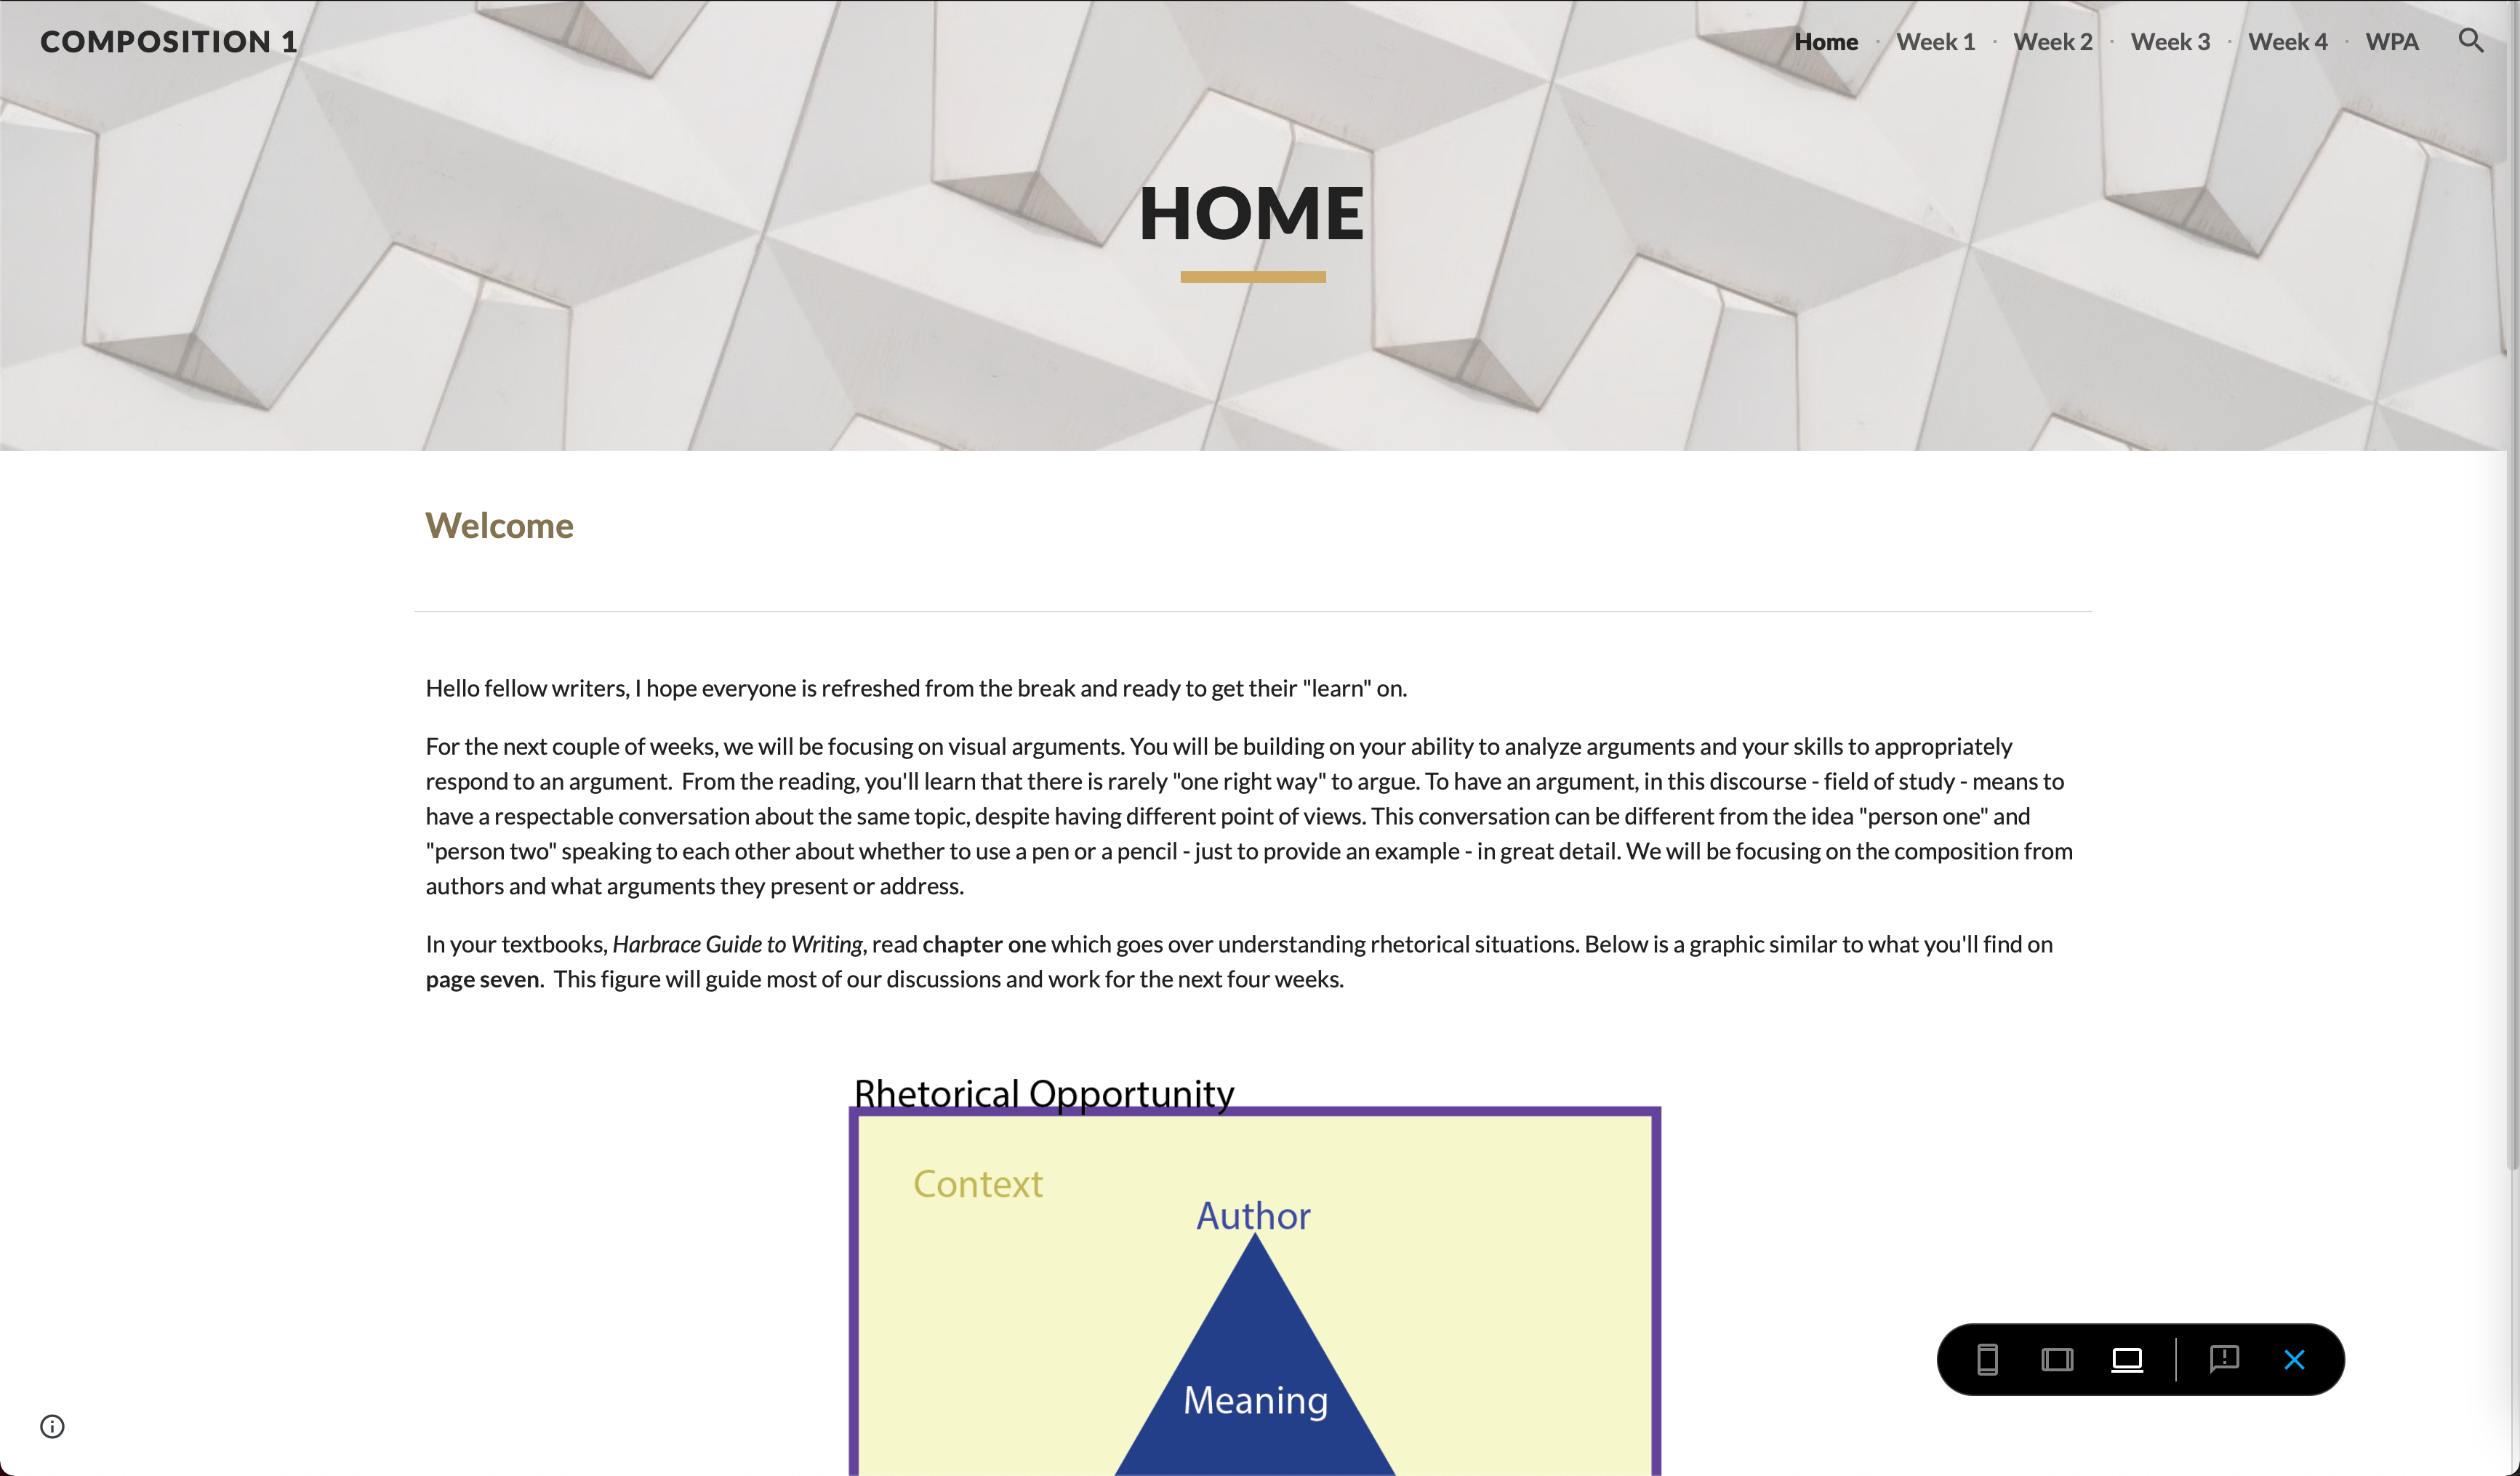 COMPOSITION 1
Home · Week 1 · Week 2 · Week 3 · Week 4 · WPA
HOME
Welcome
Hello fellow writers, I hope everyone is refreshed from the break and ready to get their "learn" on.
For the next couple of weeks, we will be focusing on visual arguments. You will be building on your ability to analyze arguments and your skills to appropriately
respond to an argument.  From the reading, you'll learn that there is rarely "one right way" to argue. To have an argument, in this discourse - field of study - means to
have a respectable conversation about the same topic, despite having different point of views. This conversation can be different from the idea "person one" and
"person two" speaking to each other about whether to use a pen or a pencil - just to provide an example - in great detail. We will be focusing on the composition from
authors and what arguments they present or address.
In your textbooks, Harbrace Guide to Writing, read chapter one which goes over understanding rhetorical situations. Below is a graphic similar to what you'll find on
page seven.  This figure will guide most of our discussions and work for the next four weeks.
Rhetorical Opportunity
Context
Author
Meaning